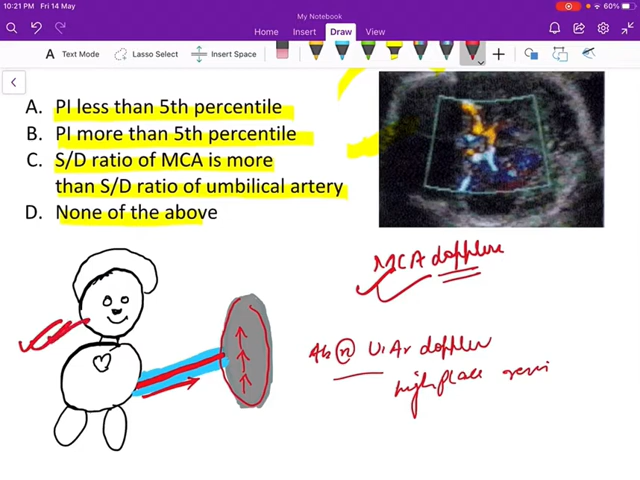 10:21 PM Fri 14 May
My Notebook
60%
Home Insert Draw View
A Text Mode Lasso Select Insert Space
A. PI less than 5th percentile
B. PI more than 5th percentile
C. S/D ratio of MCA is more
than S/D ratio of umbilical artery
D. None of the above
MCA doppler
Ab (n) U. Ar doppler
high